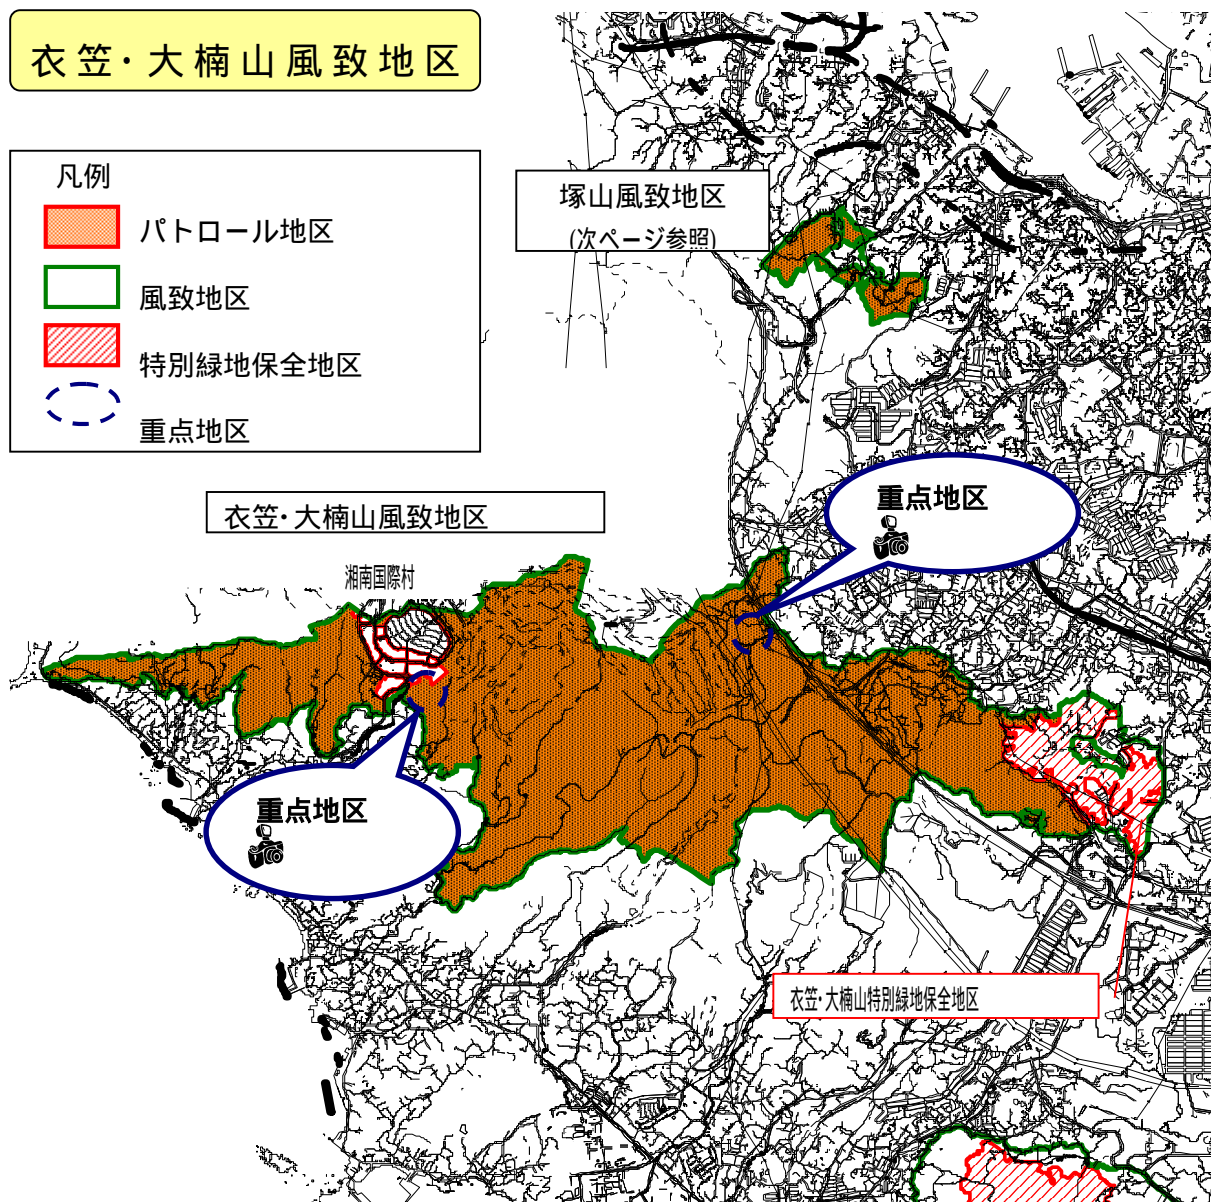 衣笠・大楠山風致地区
凡例
パトロール地区
風致地区
特別緑地保全地区
重点地区
塚山風致地区
(次ページ参照)
衣笠・大楠山風致地区
湘南国際村
重点地区
重点地区
衣笠・大楠山特別緑地保全地区